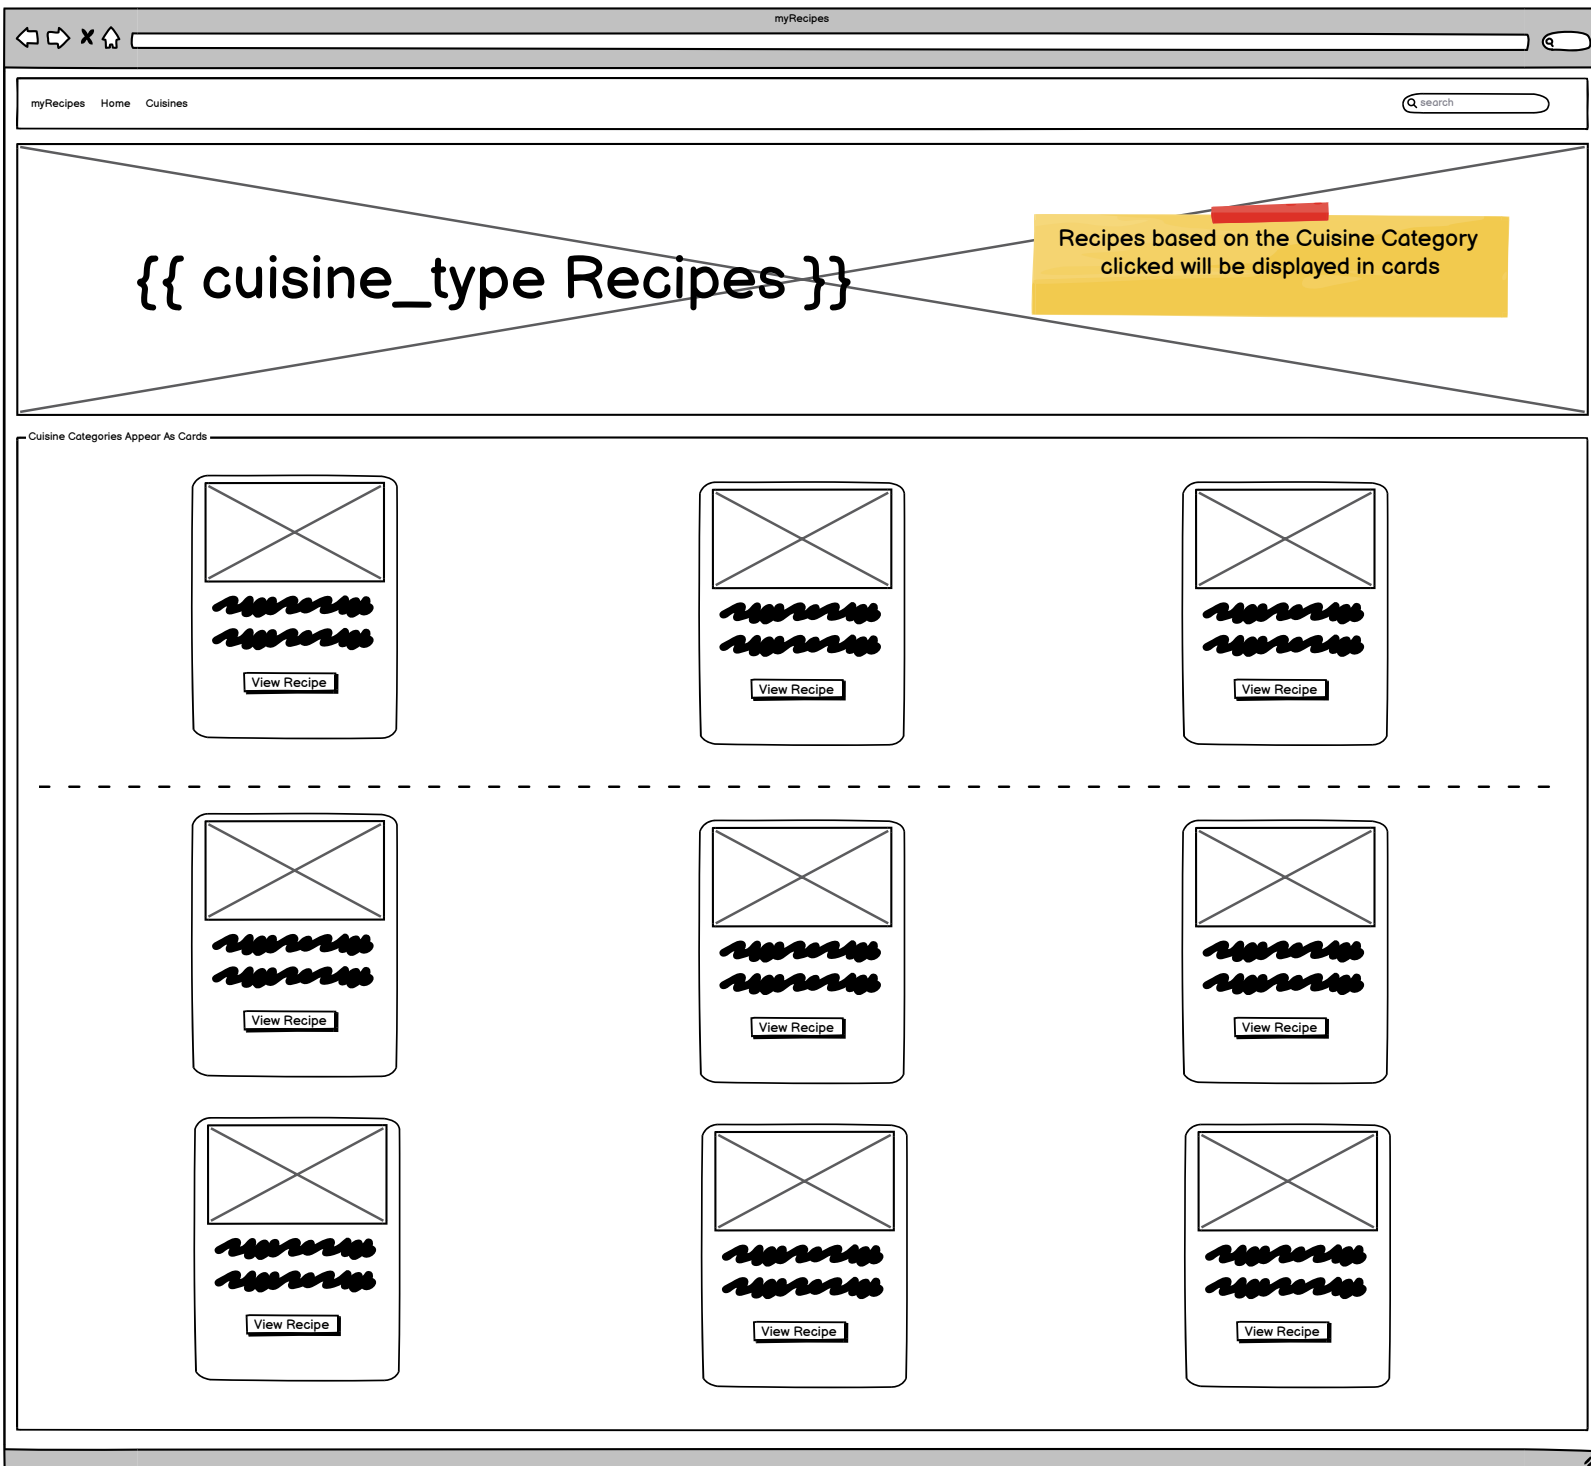 myRecipes
myRecipes Home Cuisines
search
{{ cuisine_type Recipes }}
Recipes based on the Cuisine Category
clicked will be displayed in cards
Cuisine Categories Appear As Cards
View Recipe
View Recipe
View Recipe
View Recipe
View Recipe
View Recipe
View Recipe
View Recipe
View Recipe